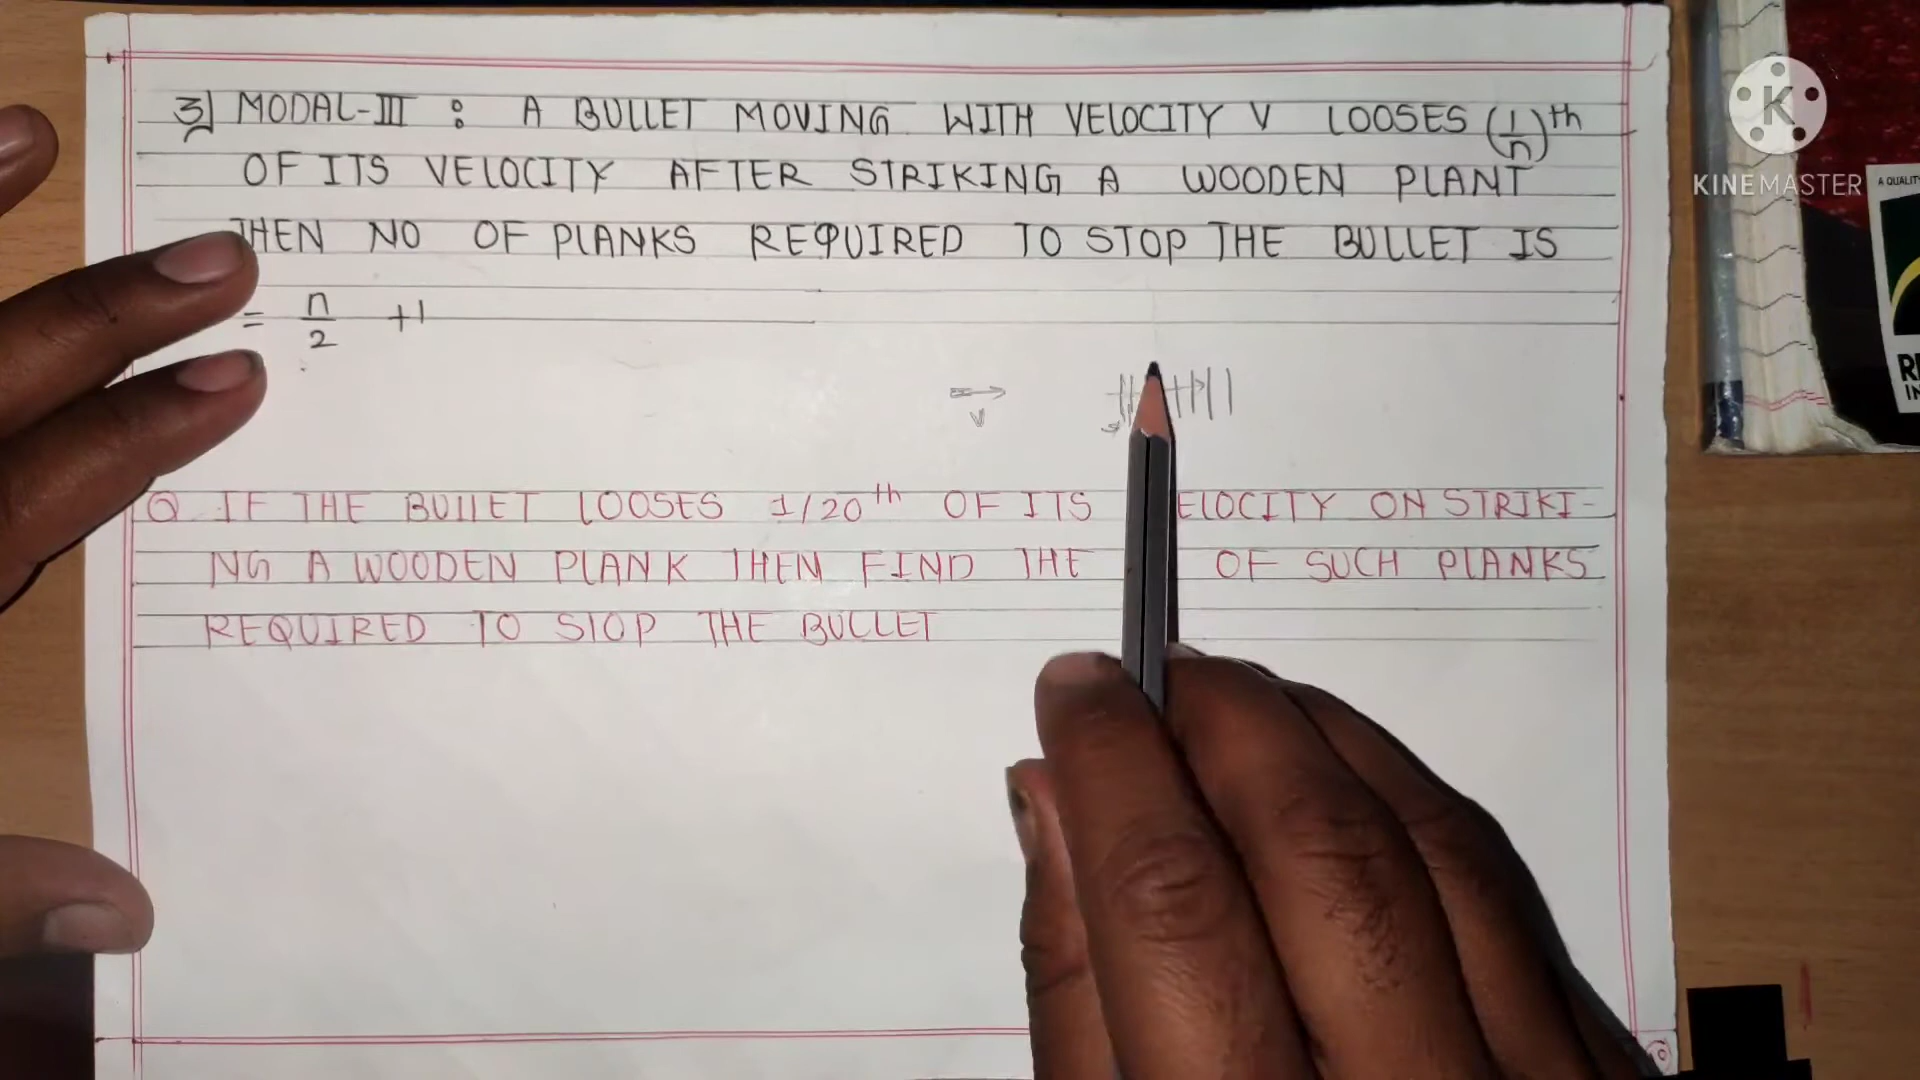 3] MODAL-III : A BULLET MOVING WITH VELOCITY V LOOSES (1/n)th
OF ITS VELOCITY AFTER STRIKING A WOODEN PLANT
THEN NO OF PLANKS REQUIRED TO STOP THE BULLET IS
= n/2 +1
V
Q IF THE BULLET LOOSES 1/20th OF ITS ELOCITY ON STRIKI-
NG A WOODEN PLANK THEN FIND THE OF SUCH PLANKS
REQUIRED TO STOP THE BULLET
K
KINEMASTER
A QUALITY